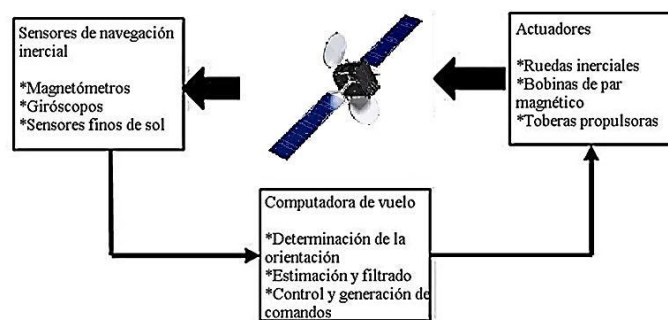 Sensores de navegación
inercial
*Magnetómetros
*Giróscopos
*Sensores finos de sol
Actuadores
*Ruedas inerciales
*Bobinas de par
magnético
*Toberas propulsoras
Computadora de vuelo
*Determinación de la
orientación
*Estimación y filtrado
*Control y generación de
comandos